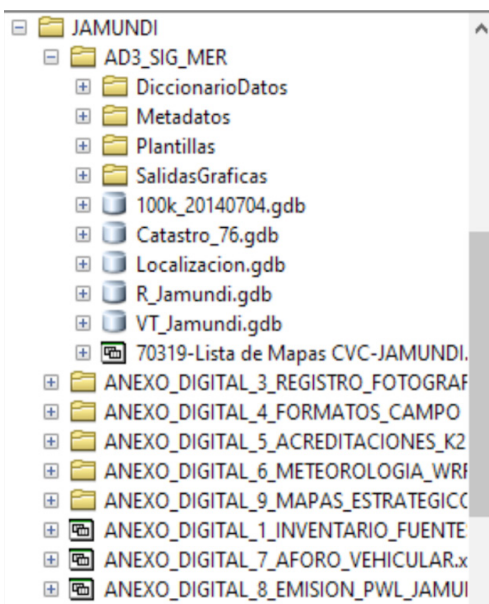 JAMUNDI
AD3_SIG_MER
DiccionarioDatos
Metadatos
Plantillas
SalidasGraficas
100k_20140704.gdb
Catastro_76.gdb
Localizacion.gdb
R_Jamundi.gdb
VT_Jamundi.gdb
70319-Lista de Mapas CVC-JAMUNDI.
ANEXO_DIGITAL_3_REGISTRO_FOTOGRAF
ANEXO_DIGITAL_4_FORMATOS_CAMPO
ANEXO_DIGITAL_5_ACREDITACIONES_K2
ANEXO_DIGITAL_6_METEOROLOGIA_WRF
ANEXO_DIGITAL_9_MAPAS_ESTRATEGICO
ANEXO_DIGITAL_1_INVENTARIO_FUENTE
ANEXO_DIGITAL_7_AFORO_VEHICULAR.x
ANEXO_DIGITAL_8_EMISION_PWL_JAMUI